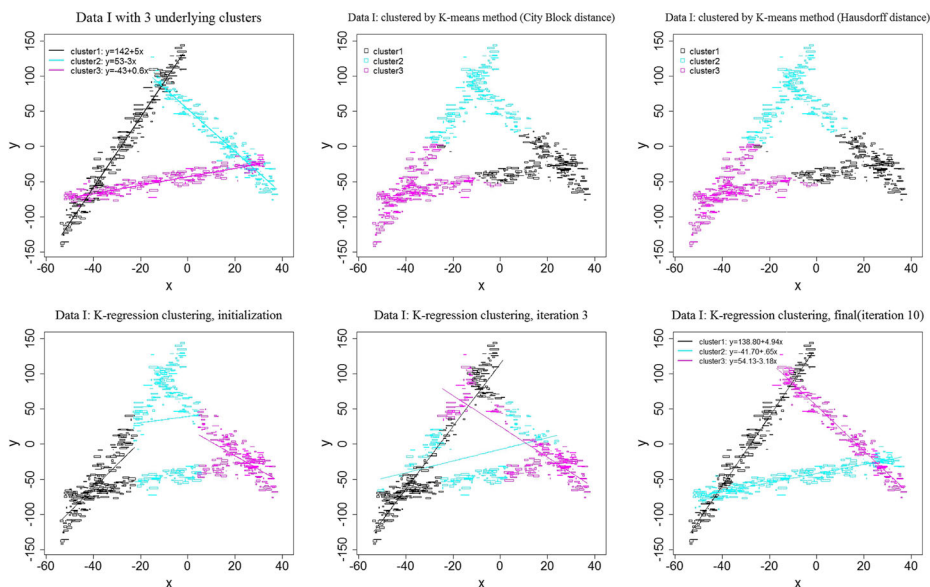 Data I with 3 underlying clusters
cluster1: y=142+5x
cluster2: y=53-3x
cluster3: y=-43+0.6x
y
150
100
50
0
-50
-100
-150
-60 -40 -20 0 20 40
x
Data I: clustered by K-means method (City Block distance)
cluster1
cluster2
cluster3
y
150
100
50
0
-50
-100
-150
-60 -40 -20 0 20 40
x
Data I: clustered by K-means method (Hausdorff distance)
cluster1
cluster2
cluster3
y
150
100
50
0
-50
-100
-150
-60 -40 -20 0 20 40
x
Data I: K-regression clustering, initialization
y
150
100
50
0
-50
-100
-150
-60 -40 -20 0 20 40
x
Data I: K-regression clustering, iteration 3
y
150
100
50
0
-50
-100
-150
-60 -40 -20 0 20 40
x
Data I: K-regression clustering, final(iteration 10)
cluster1: y=138.80+4.94x
cluster2: y=-41.70+.65x
cluster3: y=54.13-3.18x
y
150
100
50
0
-50
-100
-150
-60 -40 -20 0 20 40
x